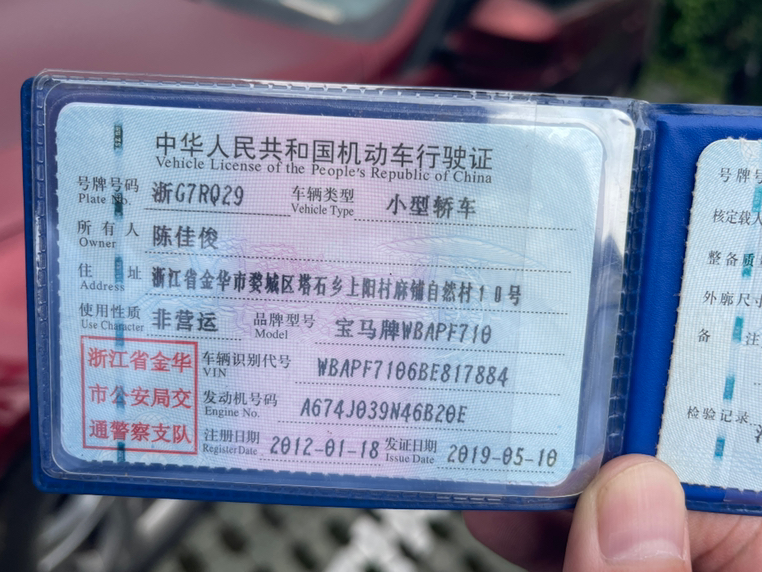 中华人民共和国机动车行驶证
Vehicle License of the People's Republic of China
号牌号码 浙G7RQ29 车辆类型 小型轿车
Plate No. Vehicle Type
所有人 陈佳俊
Owner
住址 浙江省金华市婺城区塔石乡上阳村麻铺自然村10号
Address
使用性质 非营运 品牌型号 宝马牌WBAPF710
Use Character Model
浙江省金华
市公安局交
通警察支队
车辆识别代号 WBAPF7106BE817884
VIN
发动机号码 A674J039N46B20E
Engine No.
注册日期 2012-01-18 发证日期 2019-05-10
Register Date Issue Date
号牌号
核定载人
整备质
外廓尺寸
备 注
检验记录